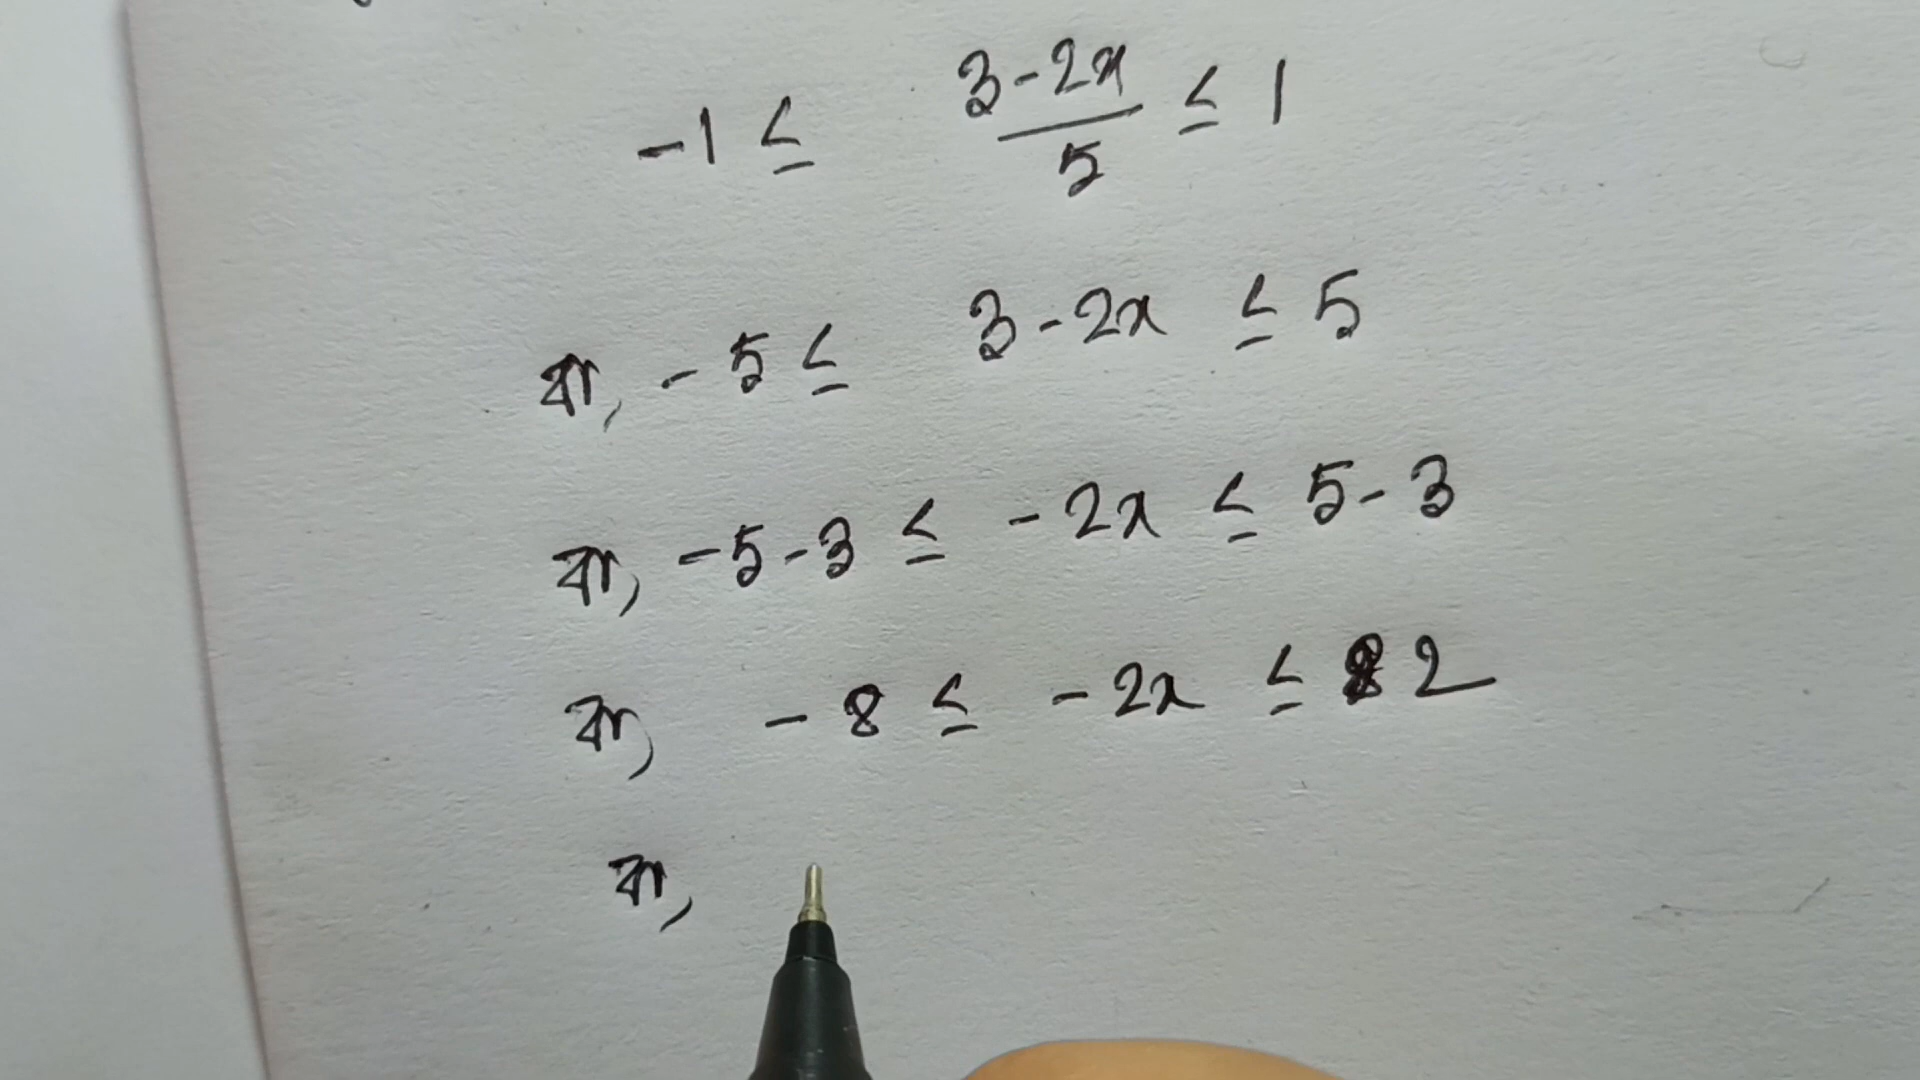 -1 ≤ (3-2x)/5 ≤ 1
বা, -5 ≤ 3-2x ≤ 5
বা, -5-3 ≤ -2x ≤ 5-3
বা, -8 ≤ -2x ≤ 2
বা,